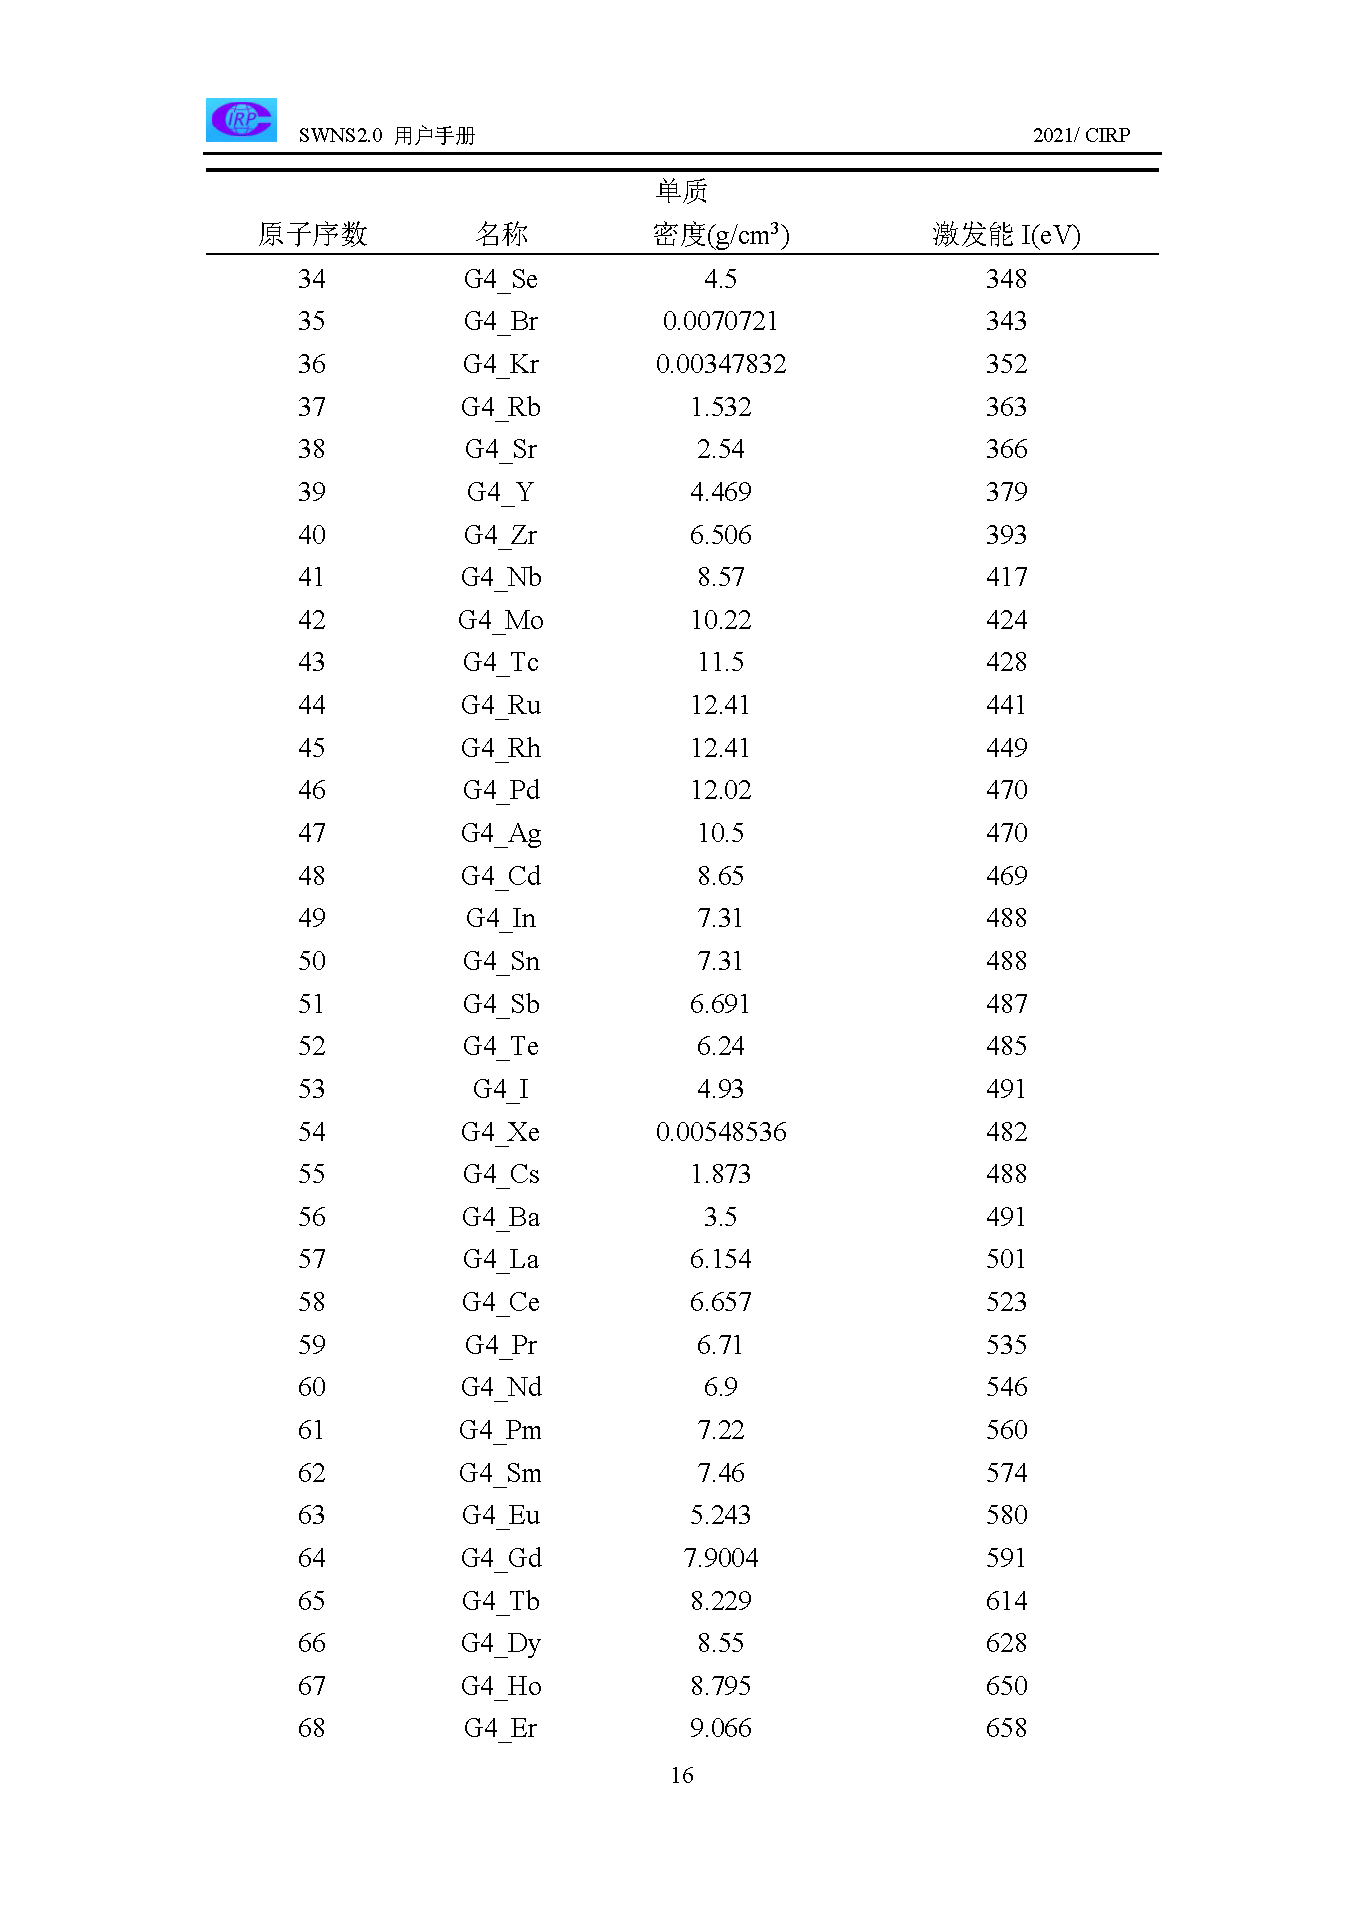 IRP
SWNS2.0 用户手册 2021/ CIRP
单质
原子序数 名称 密度(g/cm³) 激发能 I(eV)
34 G4_Se 4.5 348
35 G4_Br 0.0070721 343
36 G4_Kr 0.00347832 352
37 G4_Rb 1.532 363
38 G4_Sr 2.54 366
39 G4_Y 4.469 379
40 G4_Zr 6.506 393
41 G4_Nb 8.57 417
42 G4_Mo 10.22 424
43 G4_Tc 11.5 428
44 G4_Ru 12.41 441
45 G4_Rh 12.41 449
46 G4_Pd 12.02 470
47 G4_Ag 10.5 470
48 G4_Cd 8.65 469
49 G4_In 7.31 488
50 G4_Sn 7.31 488
51 G4_Sb 6.691 487
52 G4_Te 6.24 485
53 G4_I 4.93 491
54 G4_Xe 0.00548536 482
55 G4_Cs 1.873 488
56 G4_Ba 3.5 491
57 G4_La 6.154 501
58 G4_Ce 6.657 523
59 G4_Pr 6.71 535
60 G4_Nd 6.9 546
61 G4_Pm 7.22 560
62 G4_Sm 7.46 574
63 G4_Eu 5.243 580
64 G4_Gd 7.9004 591
65 G4_Tb 8.229 614
66 G4_Dy 8.55 628
67 G4_Ho 8.795 650
68 G4_Er 9.066 658
16